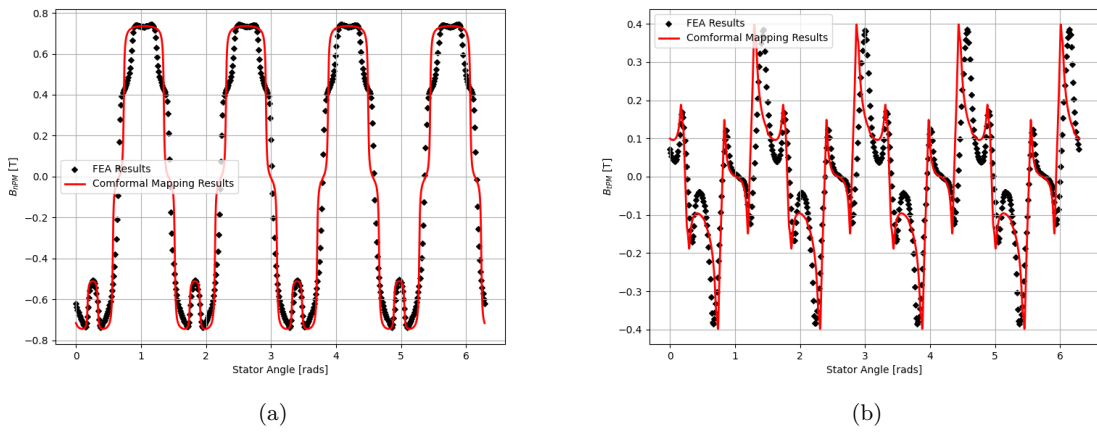 0.8
0.6
0.4
0.2
0.0
−0.2
−0.4
−0.6
−0.8
B_rPM [T]
FEA Results
Comformal Mapping Results
0 1 2 3 4 5 6
Stator Angle [rads]
(a)
0.4
0.3
0.2
0.1
0.0
−0.1
−0.2
−0.3
−0.4
B_tPM [T]
FEA Results
Comformal Mapping Results
0 1 2 3 4 5 6
Stator Angle [rads]
(b)